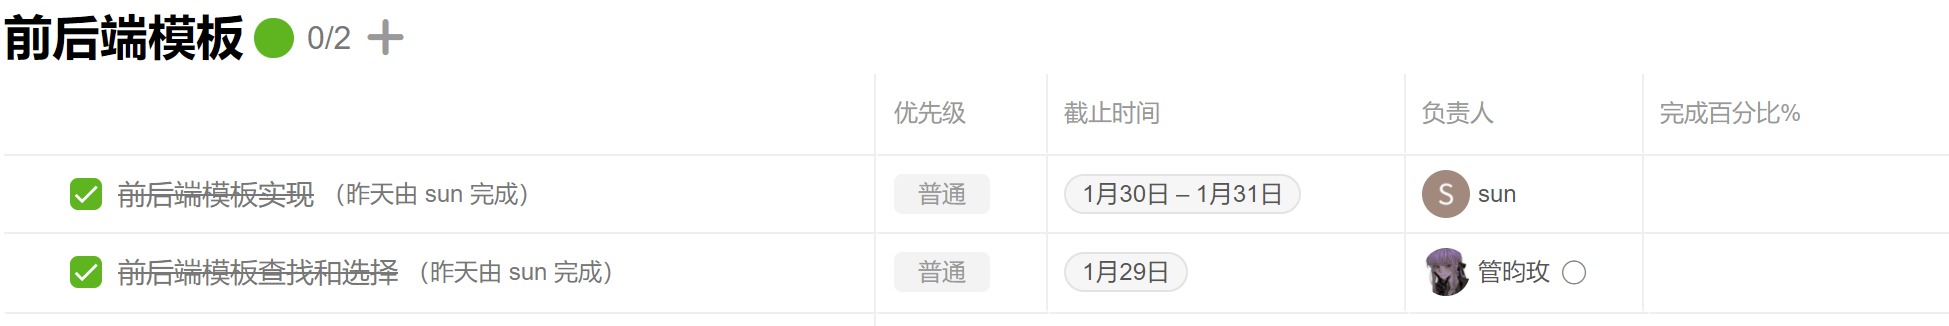 前后端模板 0/2
优先级 截止时间 负责人 完成百分比%
前后端模板实现 （昨天由 sun 完成） 普通 1月30日 – 1月31日 S sun
前后端模板查找和选择 （昨天由 sun 完成） 普通 1月29日 管昀玫